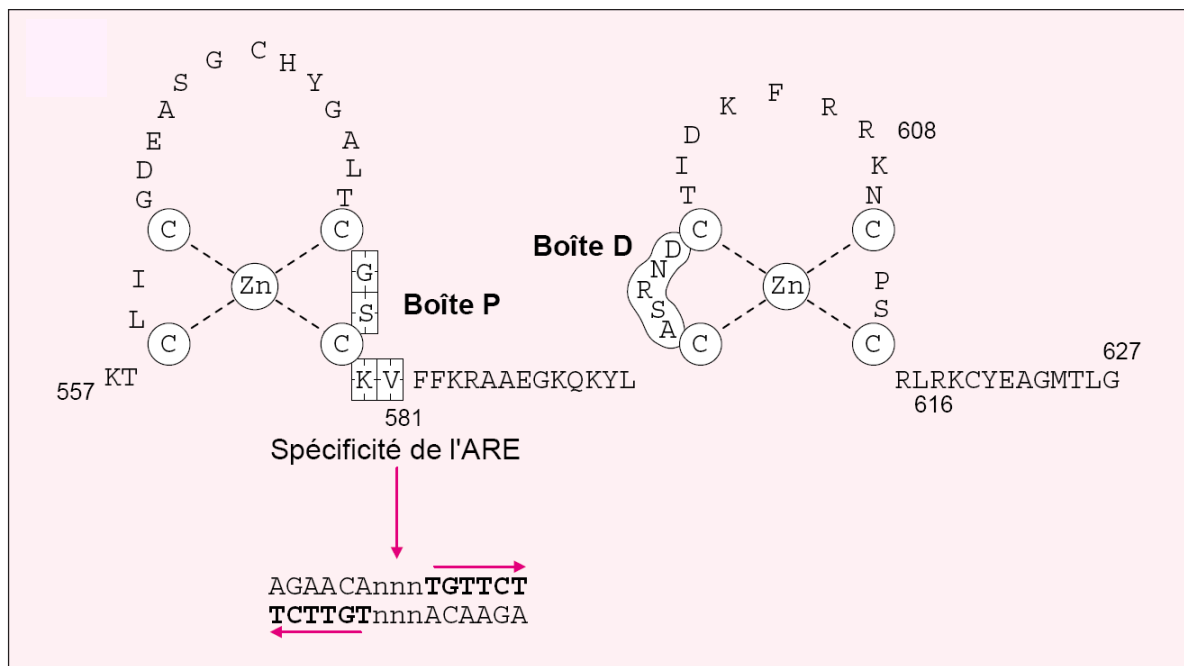 C
G
H
S
Y
A
G
E
A
D
L
G
T
C
C
I
Zn
G
L
S
C
C
557
KT
K
V
FFKRAAEGKQKYL
581
Boîte P
Boîte D
F
K
R
D
R
608
I
K
T
N
D
C
C
N
R
Zn
P
S
S
A
C
C
627
RLRKCYEAGMTLG
616
Spécificité de l'ARE
AGAACAnnnTGTTCT
TCTTGTnnnACAAGA